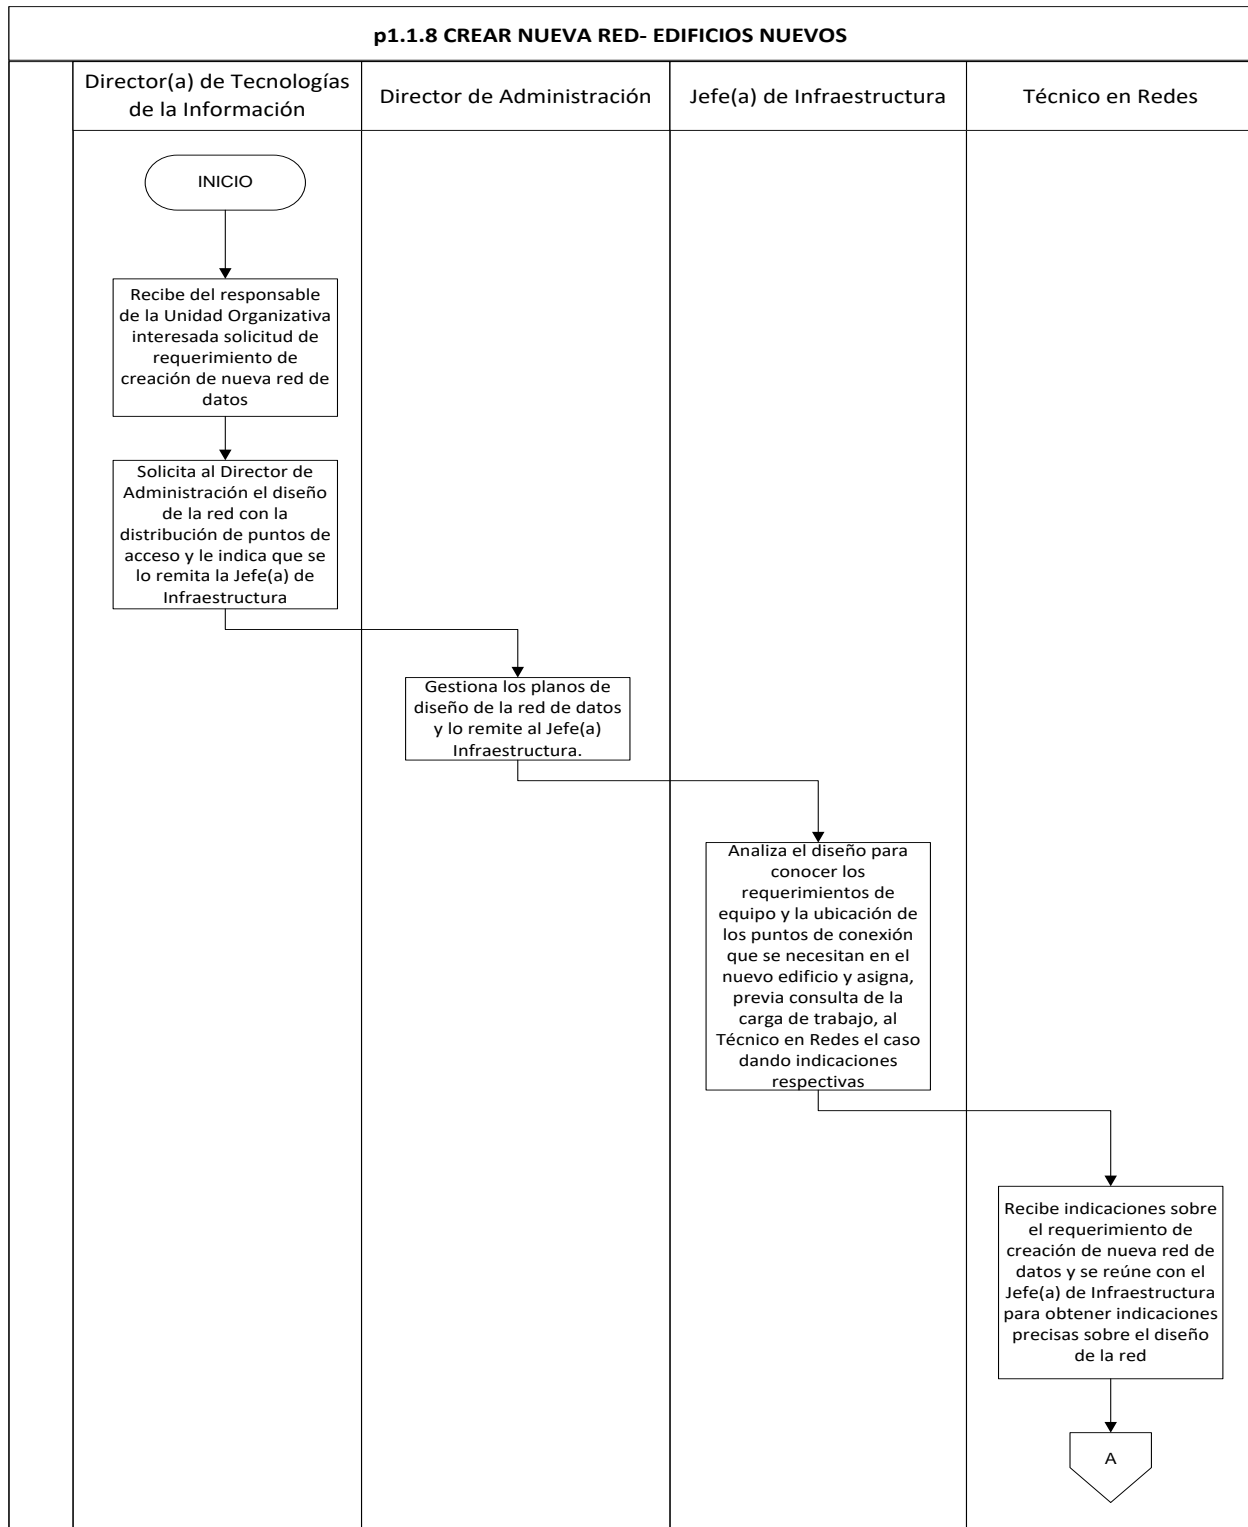 p1.1.8 CREAR NUEVA RED- EDIFICIOS NUEVOS
Director(a) de Tecnologías
de la Información
Director de Administración
Jefe(a) de Infraestructura
Técnico en Redes
INICIO
Recibe del responsable
de la Unidad Organizativa
interesada solicitud de
requerimiento de
creación de nueva red de
datos
Solicita al Director de
Administración el diseño
de la red con la
distribución de puntos de
acceso y le indica que se
lo remita la Jefe(a) de
Infraestructura
Gestiona los planos de
diseño de la red de datos
y lo remite al Jefe(a)
Infraestructura.
Analiza el diseño para
conocer los
requerimientos de
equipo y la ubicación de
los puntos de conexión
que se necesitan en el
nuevo edificio y asigna,
previa consulta de la
carga de trabajo, al
Técnico en Redes el caso
dando indicaciones
respectivas
Recibe indicaciones sobre
el requerimiento de
creación de nueva red de
datos y se reúne con el
Jefe(a) de Infraestructura
para obtener indicaciones
precisas sobre el diseño
de la red
A